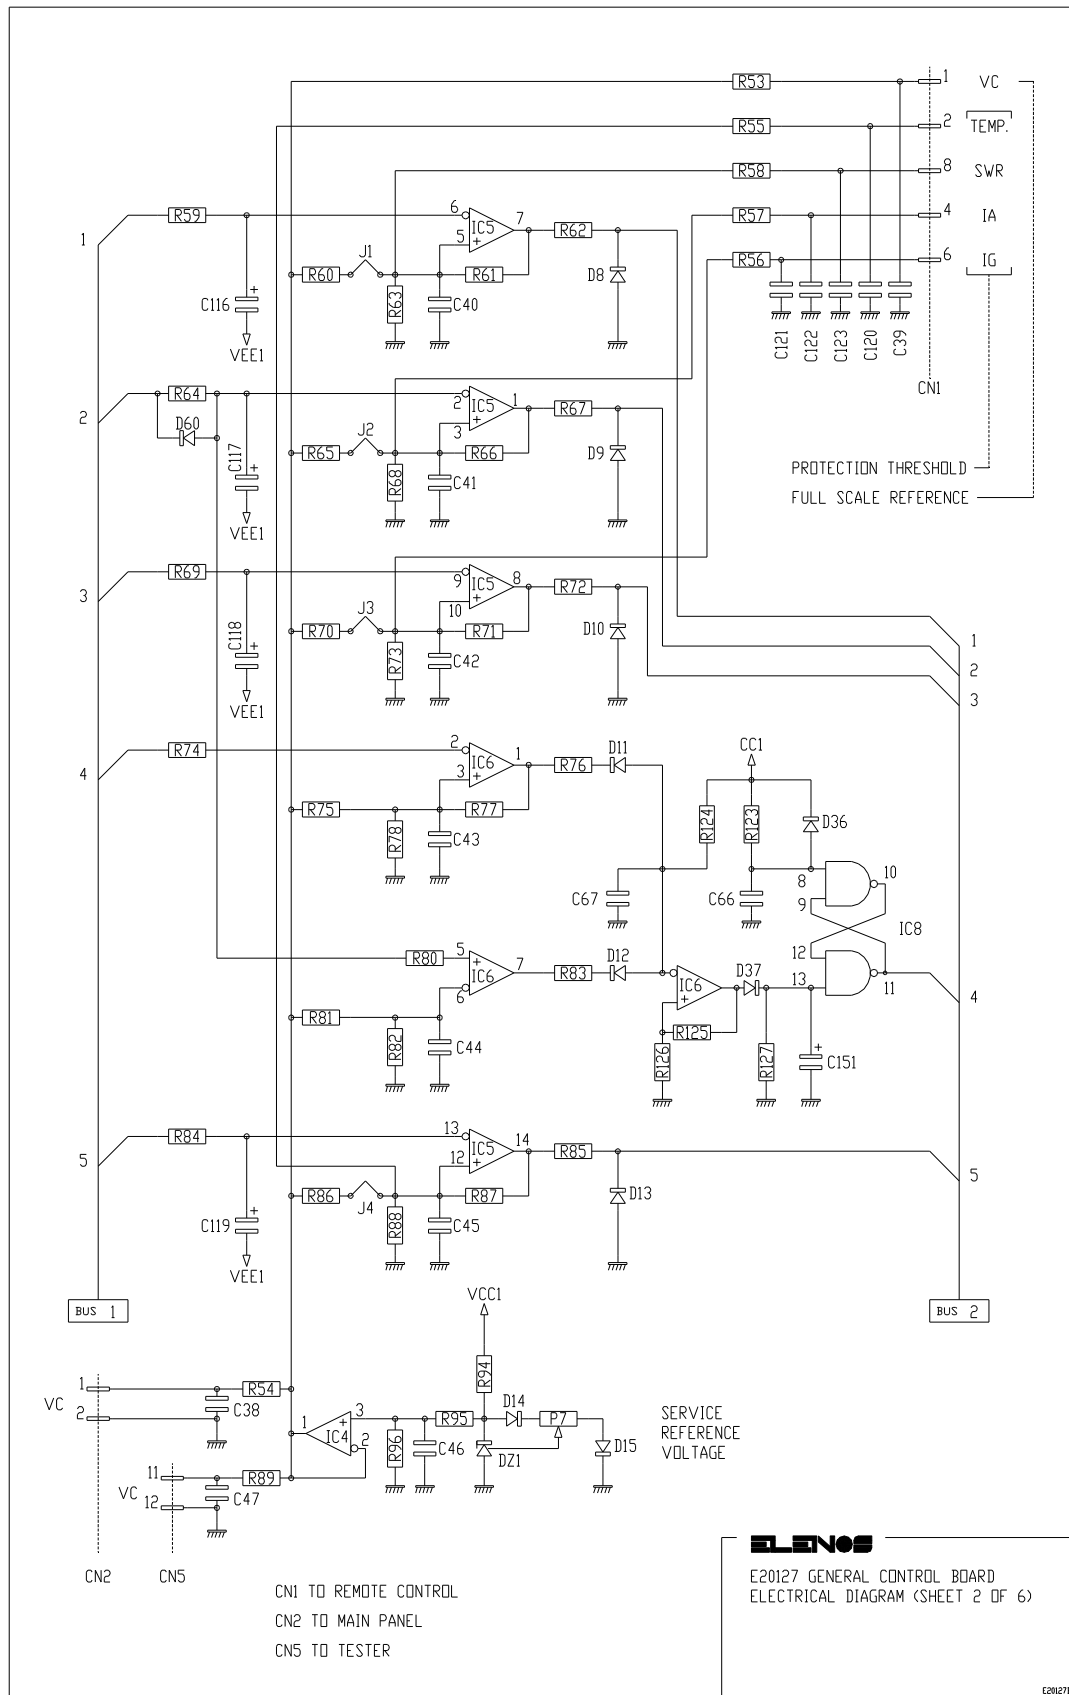 R53 1 VC
R55 2 TEMP.
R58 8 SWR
R59 6 IC5 7 R62 R57 4 IA
1 5 + R56 6 IG
J1
R60 R61 D8
C116 + R63 C40
C121 C122 C123 C120 C39
VEE1
CN1
R64 2 IC5 1 R67
2 D60 3 +
J2
C117 + R65 R66 D9
R68 C41
PROTECTION THRESHOLD
FULL SCALE REFERENCE
VEE1
R69 9 IC5 8 R72
3 10 +
J3
C118 + R70 R71 D10
R73 C42
1
2
VEE1 3
R74 2 IC6 1 R76 D11 CC1
4 3 +
R75 R77 R124 R123 D36
R78 C43
C67 C66 8 10
9 IC8
R80 5 + IC6 7 R83 D12 12
6 IC6 + D37 13 11
R81 4
R82 C44 R125
R126 R127 + C151
R84 13 IC5 14 R85
5 12 + 5
R86 J4 R87 D13
C119 + R88 C45
VEE1
BUS 1 VCC1 BUS 2
R94
1 R54 D14
VC 2 C38 1 IC4 + 3 R95 P7
2 R96 C46 DZ1 D15
SERVICE
REFERENCE
VOLTAGE
11 R89
VC 12 C47
CN2 CN5
ELENOS
E20127 GENERAL CONTROL BOARD
ELECTRICAL DIAGRAM (SHEET 2 OF 6)
CN1 TO REMOTE CONTROL
CN2 TO MAIN PANEL
CN5 TO TESTER